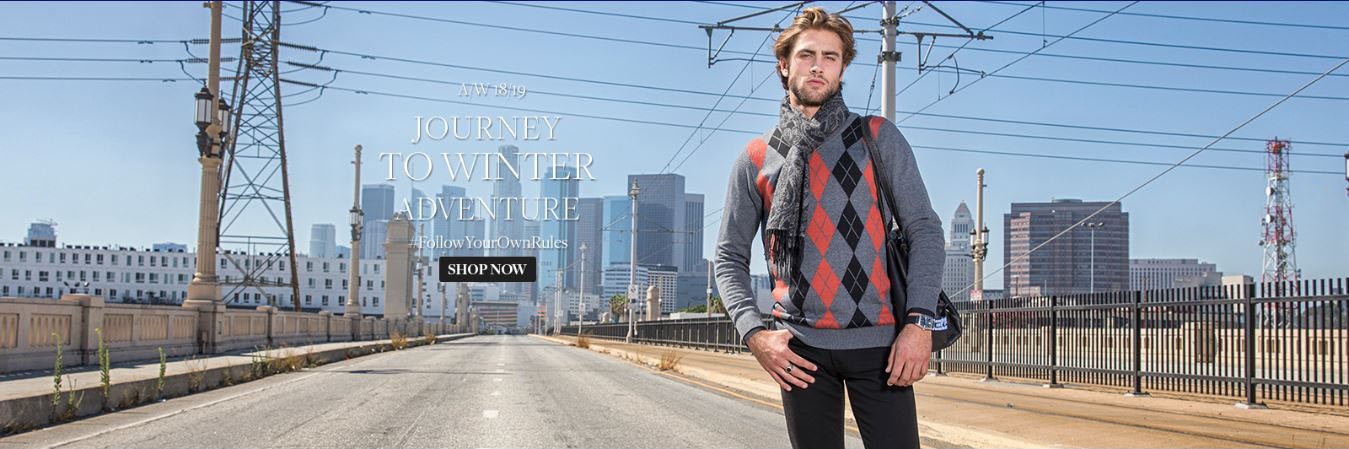 A/W 18/19
JOURNEY
TO WINTER
ADVENTURE
#FollowYourOwnRules
SHOP NOW